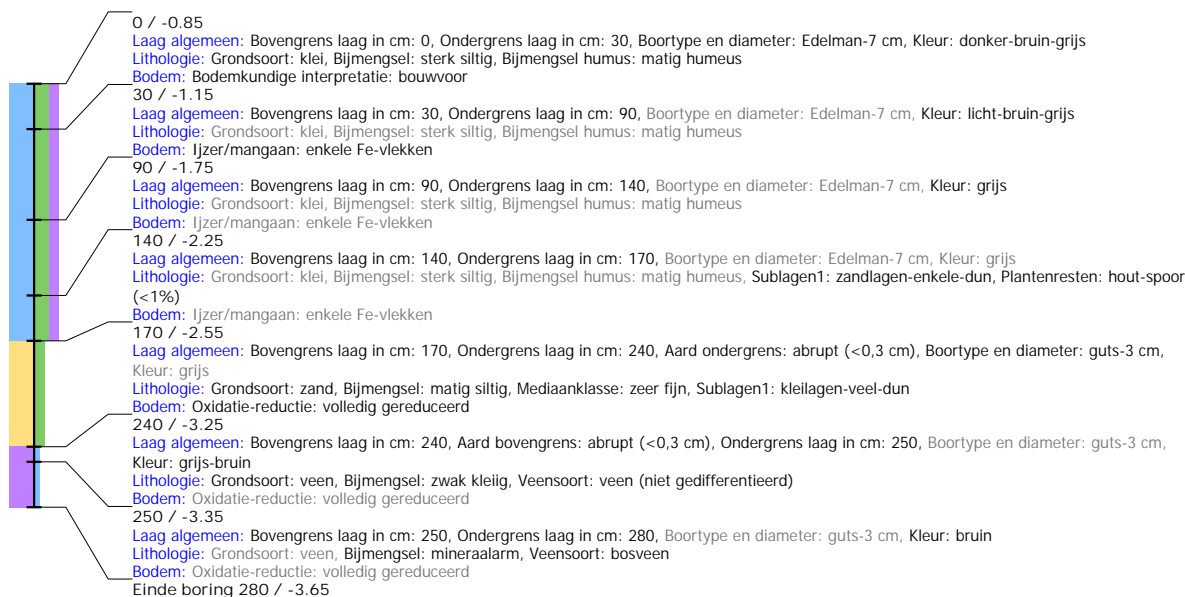 0 / -0.85
Laag algemeen: Bovengrens laag in cm: 0, Ondergrens laag in cm: 30, Boortype en diameter: Edelman-7 cm, Kleur: donker-bruin-grijs
Lithologie: Grondsoort: klei, Bijmengsel: sterk siltig, Bijmengsel humus: matig humeus
Bodem: Bodemkundige interpretatie: bouwvoor
30 / -1.15
Laag algemeen: Bovengrens laag in cm: 30, Ondergrens laag in cm: 90, Boortype en diameter: Edelman-7 cm, Kleur: licht-bruin-grijs
Lithologie: Grondsoort: klei, Bijmengsel: sterk siltig, Bijmengsel humus: matig humeus
Bodem: Ijzer/mangaan: enkele Fe-vlekken
90 / -1.75
Laag algemeen: Bovengrens laag in cm: 90, Ondergrens laag in cm: 140, Boortype en diameter: Edelman-7 cm, Kleur: grijs
Lithologie: Grondsoort: klei, Bijmengsel: sterk siltig, Bijmengsel humus: matig humeus
Bodem: Ijzer/mangaan: enkele Fe-vlekken
140 / -2.25
Laag algemeen: Bovengrens laag in cm: 140, Ondergrens laag in cm: 170, Boortype en diameter: Edelman-7 cm, Kleur: grijs
Lithologie: Grondsoort: klei, Bijmengsel: sterk siltig, Bijmengsel humus: matig humeus, Sublagen1: zandlagen-enkele-dun, Plantenresten: hout-spoor
(<1%)
Bodem: Ijzer/mangaan: enkele Fe-vlekken
170 / -2.55
Laag algemeen: Bovengrens laag in cm: 170, Ondergrens laag in cm: 240, Aard ondergrens: abrupt (<0,3 cm), Boortype en diameter: guts-3 cm,
Kleur: grijs
Lithologie: Grondsoort: zand, Bijmengsel: matig siltig, Mediaanklasse: zeer fijn, Sublagen1: kleilagen-veel-dun
Bodem: Oxidatie-reductie: volledig gereduceerd
240 / -3.25
Laag algemeen: Bovengrens laag in cm: 240, Aard bovengrens: abrupt (<0,3 cm), Ondergrens laag in cm: 250, Boortype en diameter: guts-3 cm,
Kleur: grijs-bruin
Lithologie: Grondsoort: veen, Bijmengsel: zwak kleiig, Veensoort: veen (niet gedifferentieerd)
Bodem: Oxidatie-reductie: volledig gereduceerd
250 / -3.35
Laag algemeen: Bovengrens laag in cm: 250, Ondergrens laag in cm: 280, Boortype en diameter: guts-3 cm, Kleur: bruin
Lithologie: Grondsoort: veen, Bijmengsel: mineraalarm, Veensoort: bosveen
Bodem: Oxidatie-reductie: volledig gereduceerd
Einde boring 280 / -3.65